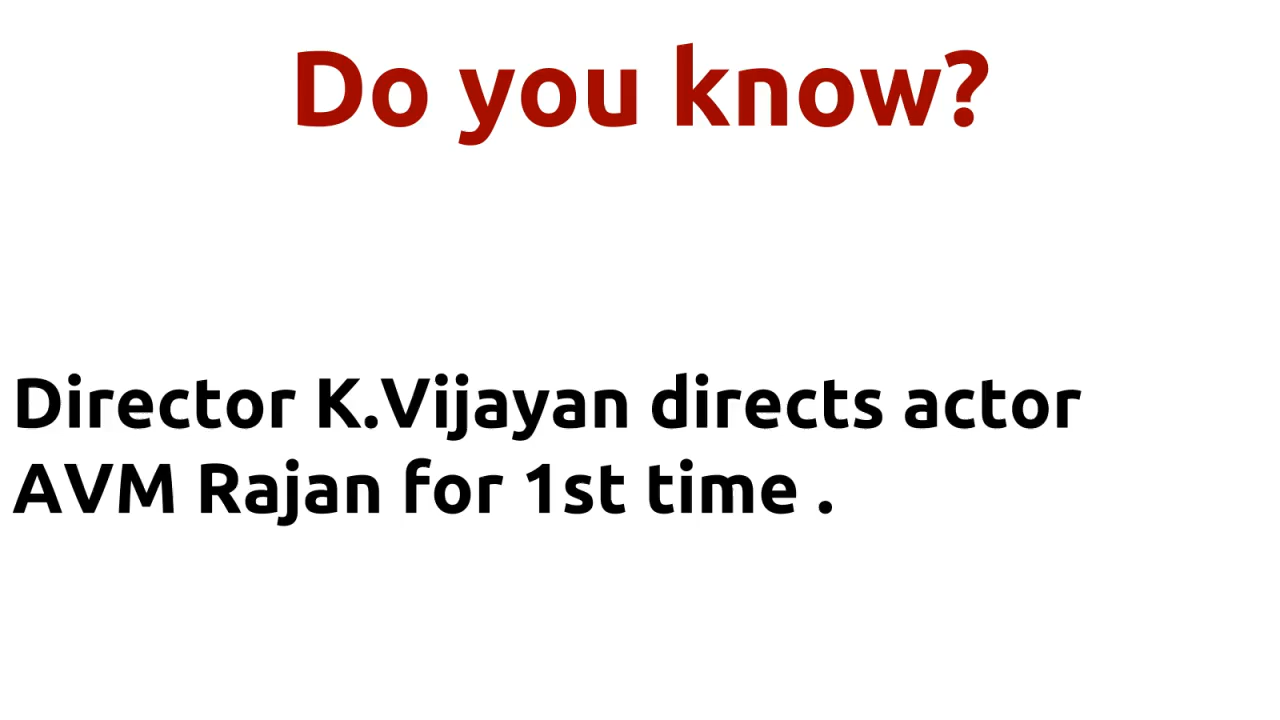 Do you know?
Director K.Vijayan directs actor
AVM Rajan for 1st time .